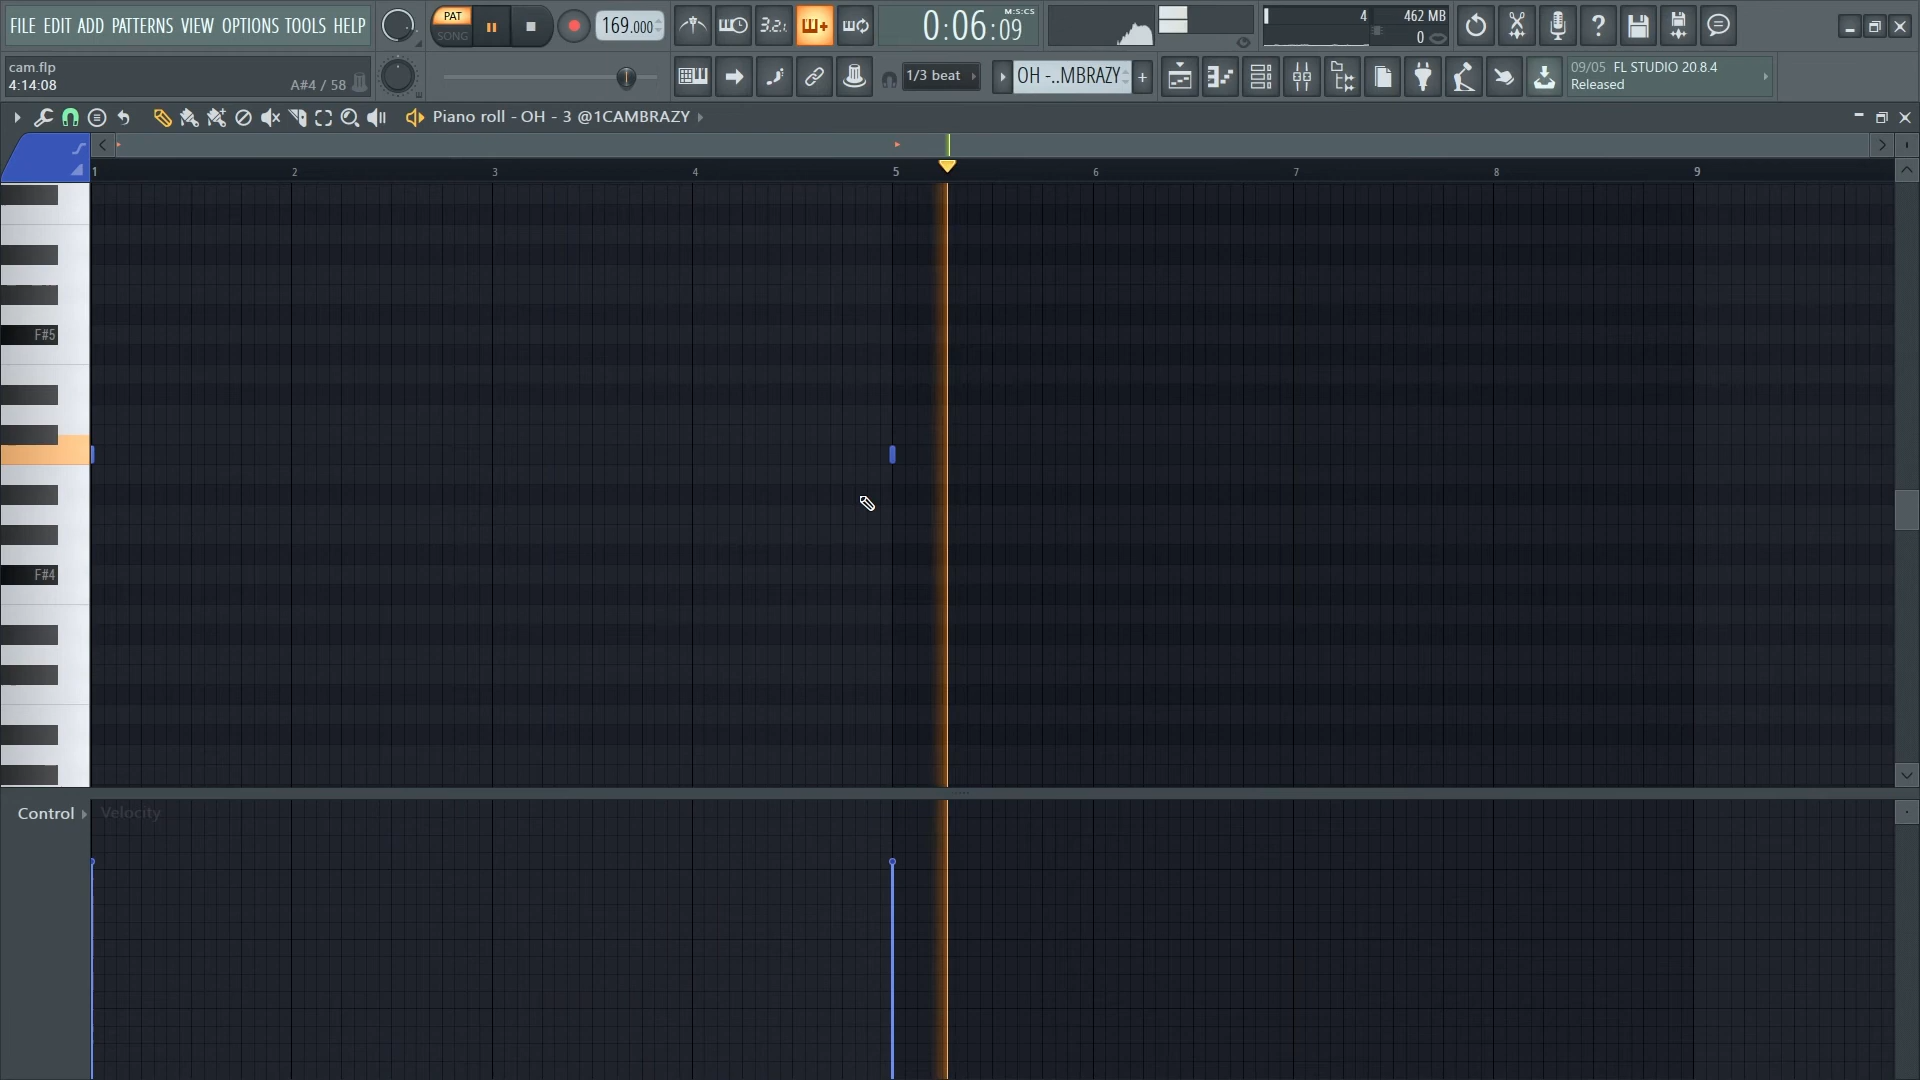 FILE EDIT ADD PATTERNS VIEW OPTIONS TOOLS HELP
PAT
SONG
169.000
3.2.1
0:06:09
M:S:CS
4
462 MB
0
cam.flp
4:14:08
A#4 / 58
1/3 beat
OH -..MBRAZY
+
09/05 FL STUDIO 20.8.4
Released
Piano roll - OH - 3 @1CAMBRAZY
1 2 3 4 5 6 7 8 9
F#5
F#4
Control
Velocity